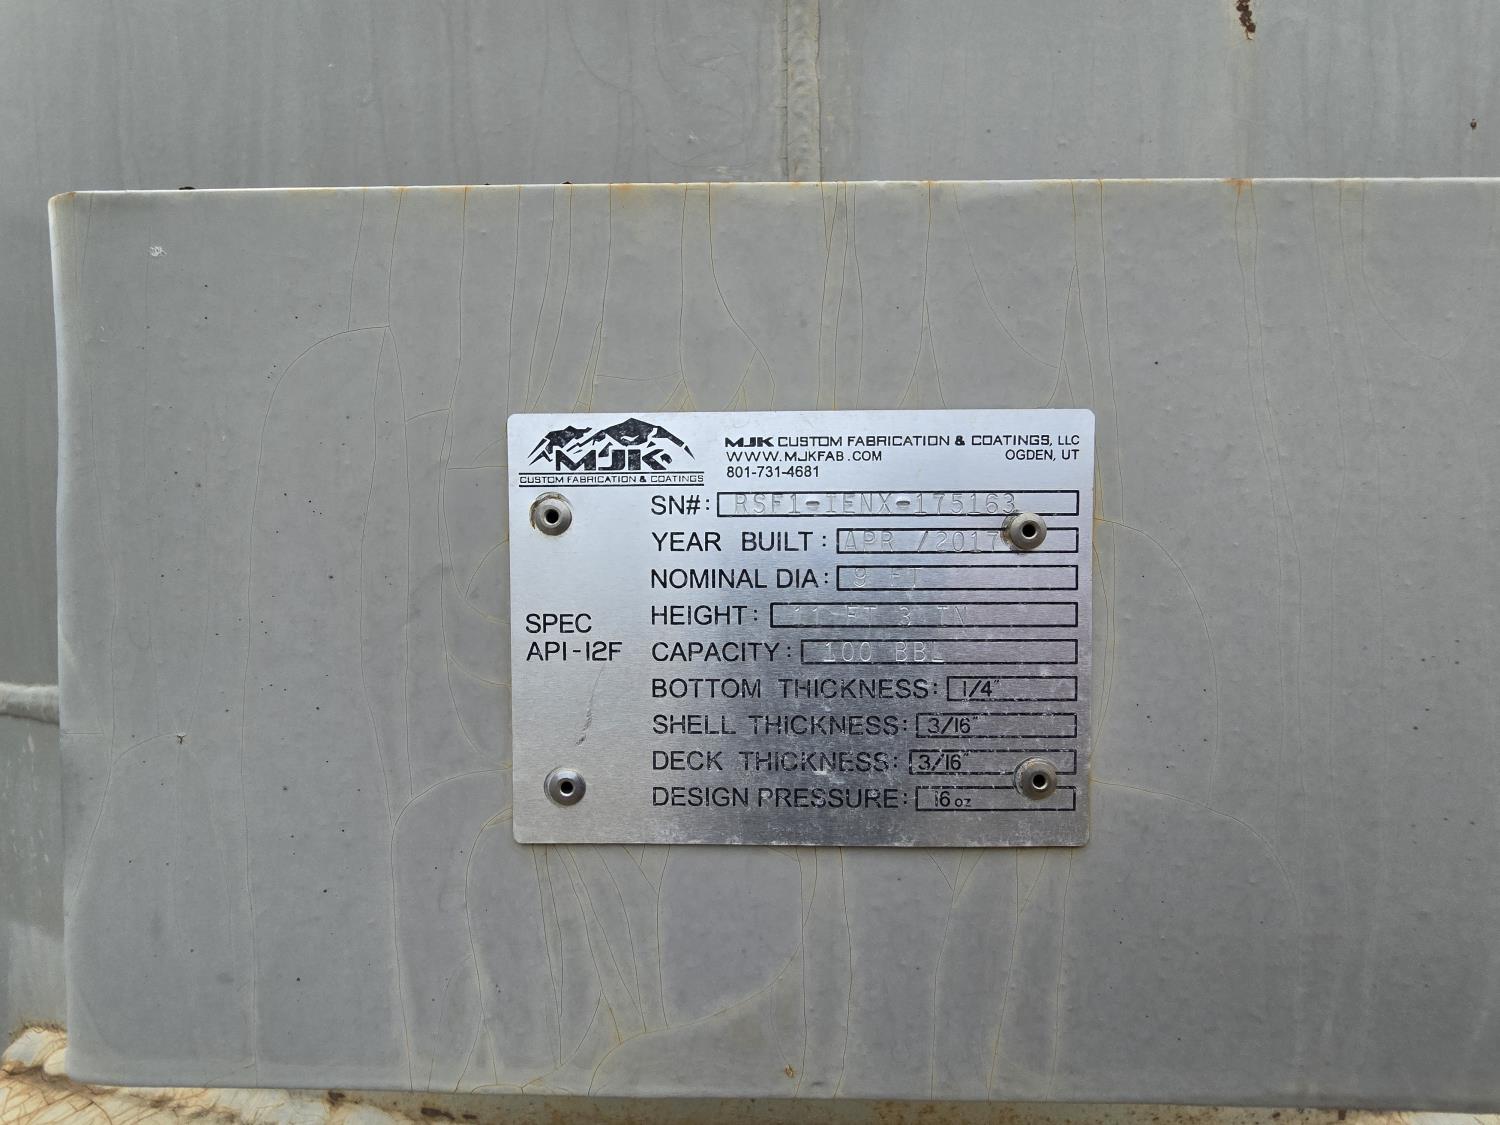 MJK
CUSTOM FABRICATION & COATINGS
MJK CUSTOM FABRICATION & COATINGS, LLC
WWW.MJKFAB.COM OGDEN, UT
801-731-4681
SN#: RSF1-IENX-175163
YEAR BUILT: APR /2017
NOMINAL DIA: 9 FT
HEIGHT: 11 FT 3 IN
SPEC
API-12F
CAPACITY: 100 BBL
BOTTOM THICKNESS: 1/4"
SHELL THICKNESS: 3/16"
DECK THICKNESS: 3/16"
DESIGN PRESSURE: 16 oz